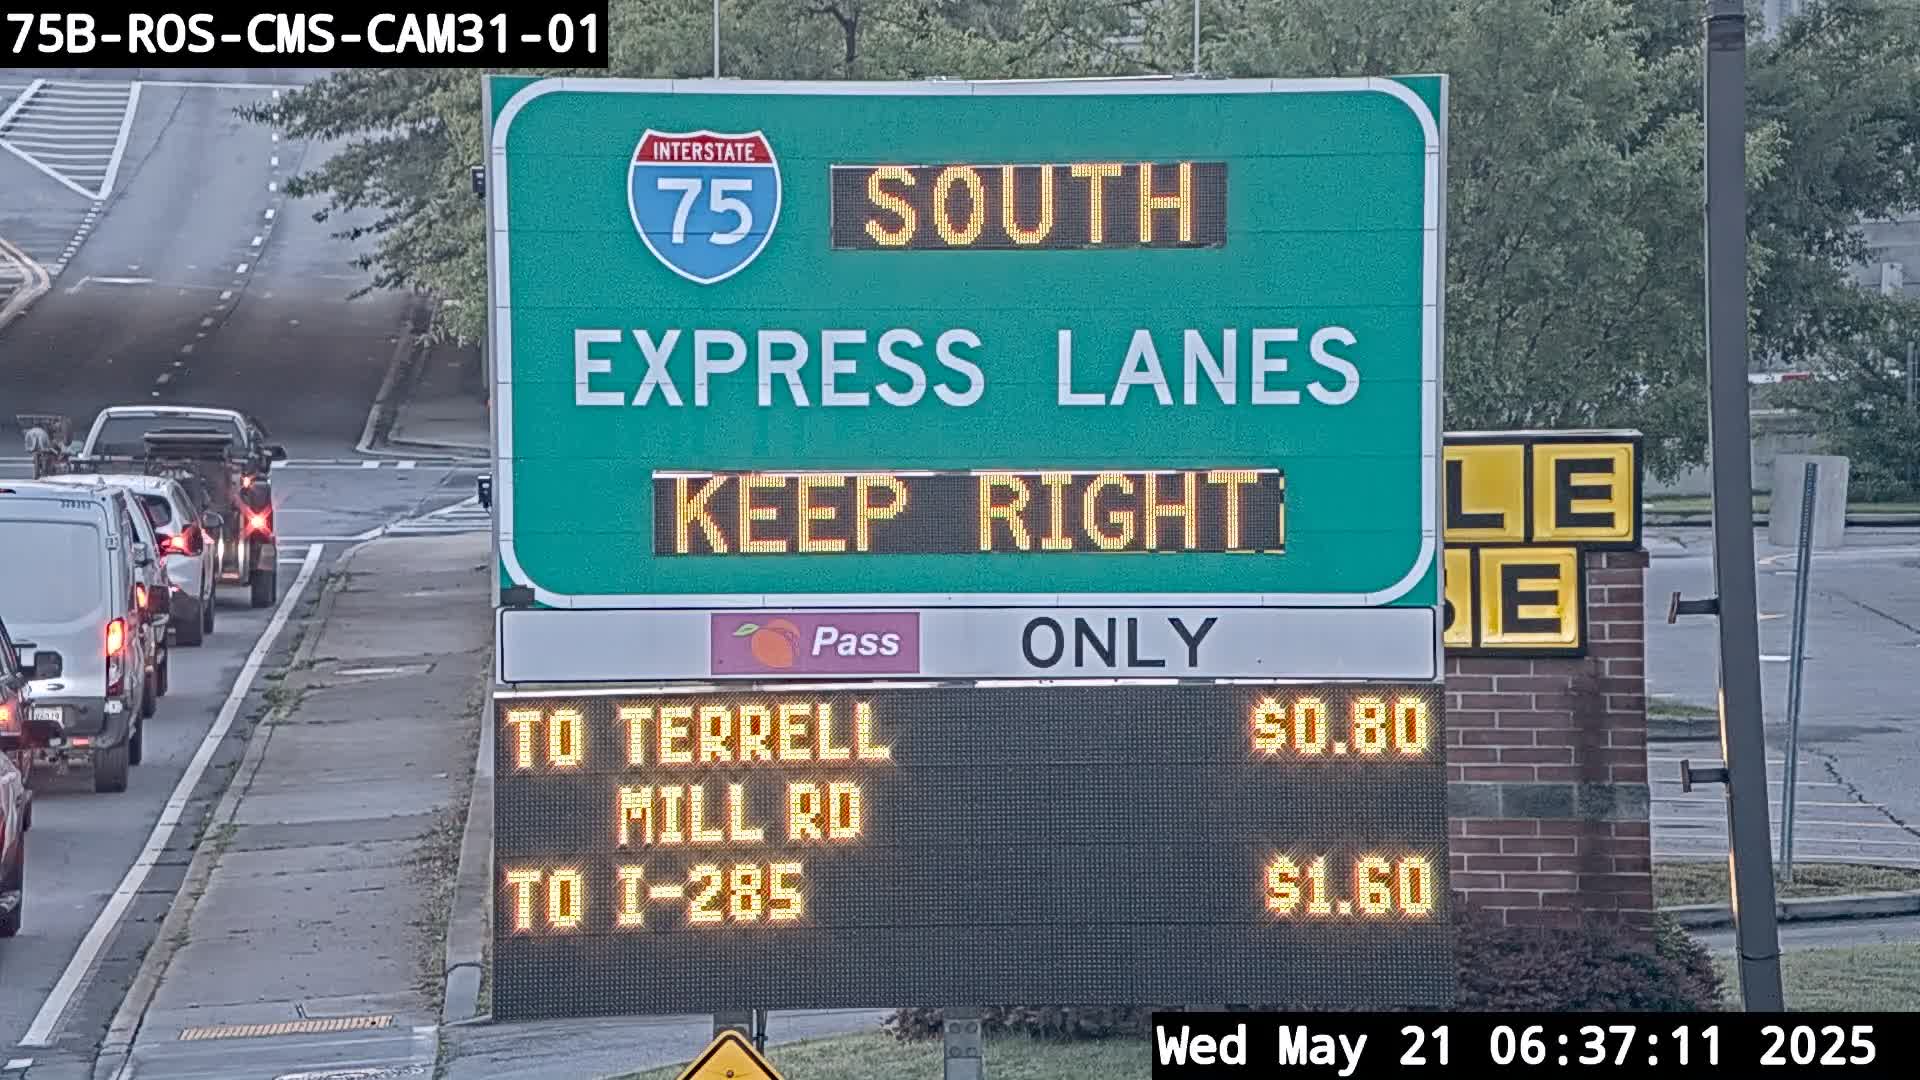 75B-ROS-CMS-CAM31-01
INTERSTATE
75
SOUTH
EXPRESS LANES
KEEP RIGHT
Pass ONLY
TO TERRELL $0.80
MILL RD
TO I-285 $1.60
LE
E
Wed May 21 06:37:11 2025